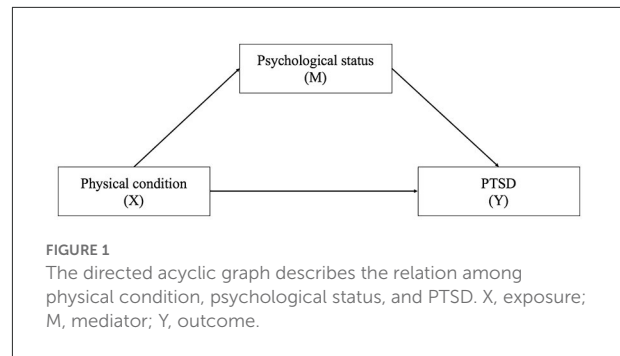 Psychological status
(M)
Physical condition
(X)
PTSD
(Y)
FIGURE 1
The directed acyclic graph describes the relation among
physical condition, psychological status, and PTSD. X, exposure;
M, mediator; Y, outcome.